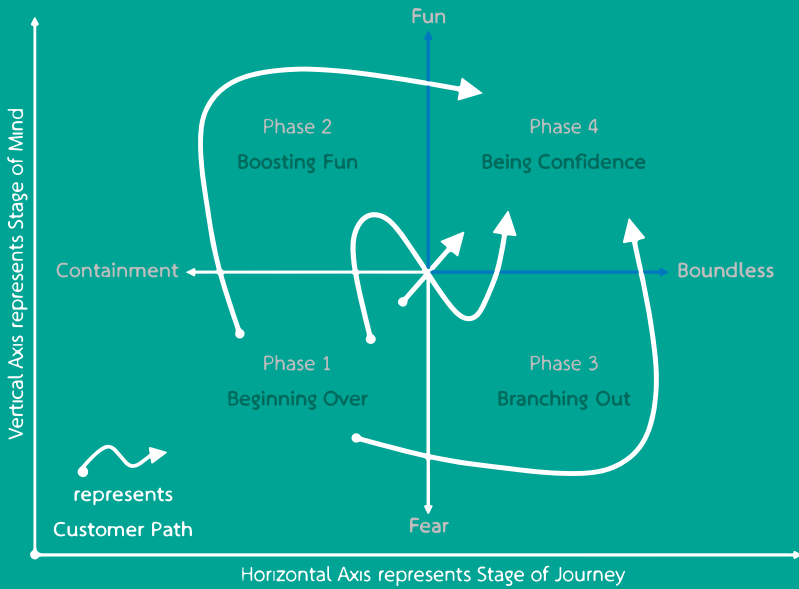 Fun
Phase 2
Boosting Fun
Phase 4
Being Confidence
Vertical Axis represents Stage of Mind
Containment
Boundless
Phase 1
Beginning Over
Phase 3
Branching Out
represents
Customer Path
Fear
Horizontal Axis represents Stage of Journey